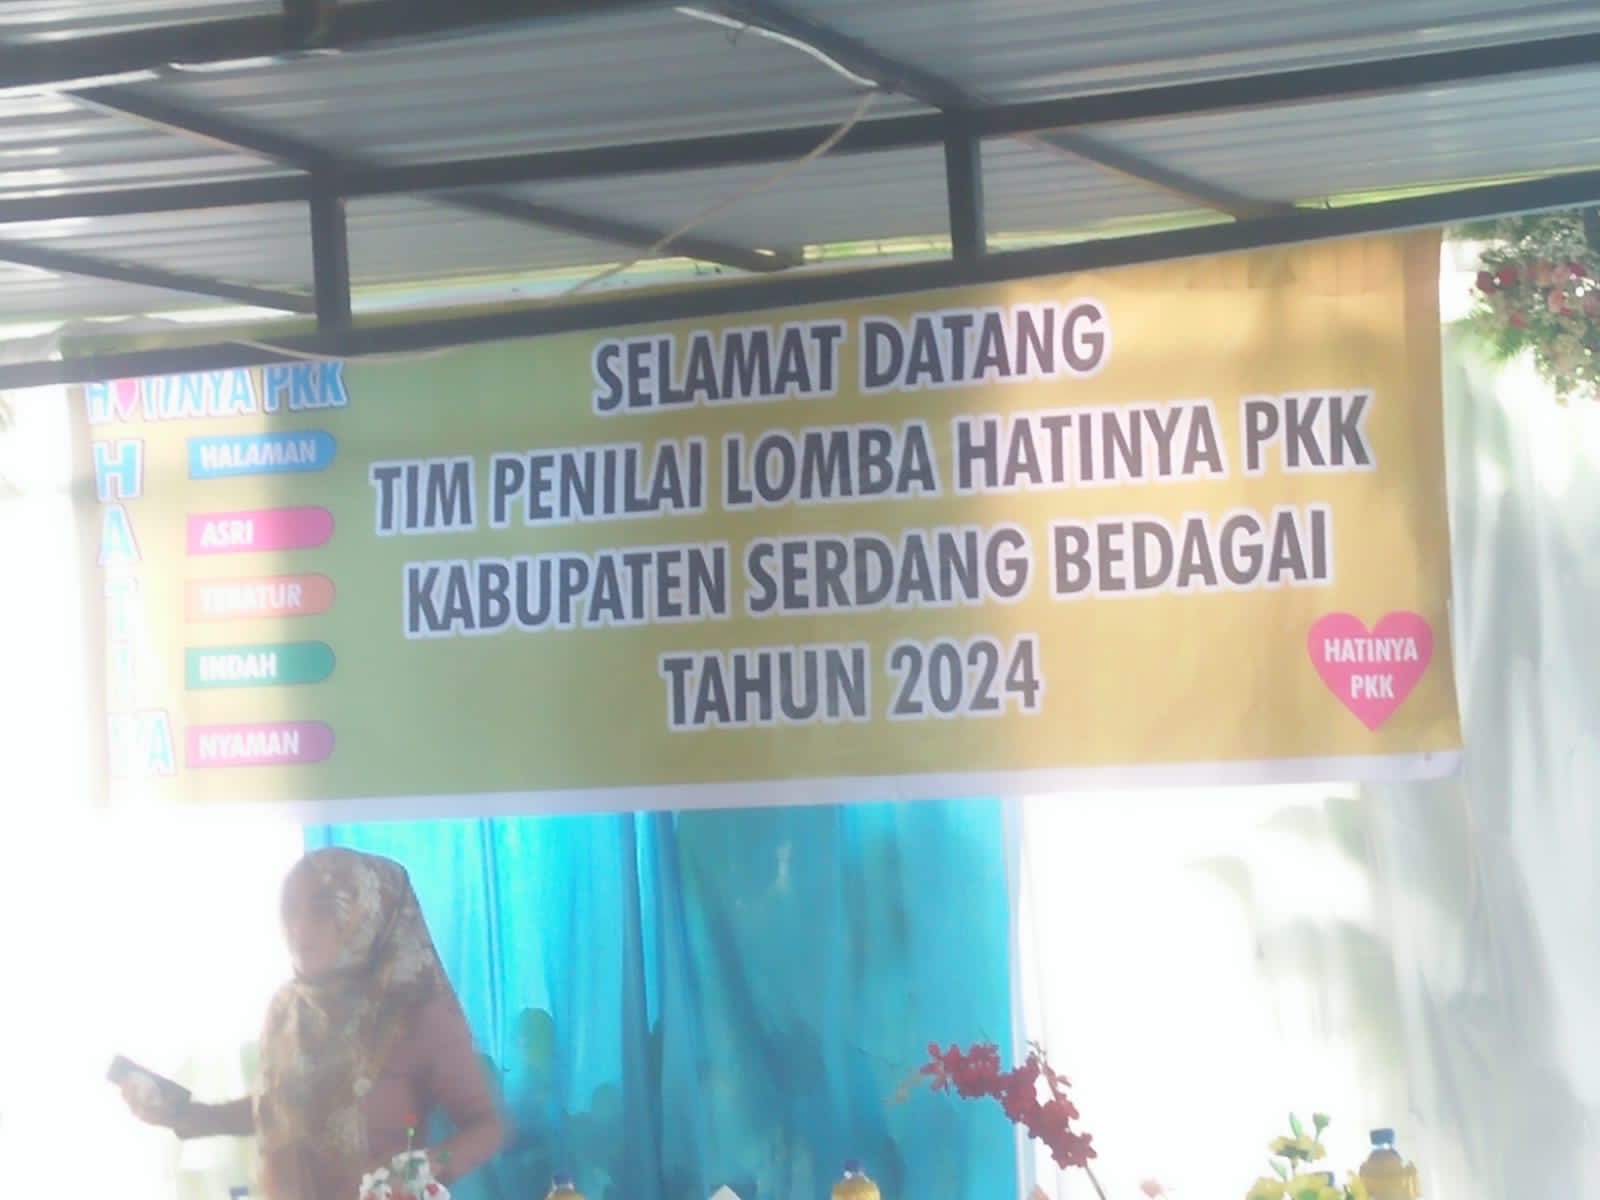 SELAMAT DATANG
TIM PENILAI LOMBA HATINYA PKK
KABUPATEN SERDANG BEDAGAI
TAHUN 2024
HATINYA PKK
H HALAMAN
A ASRI
T TERATUR
I INDAH
NYA NYAMAN
HATINYA
PKK